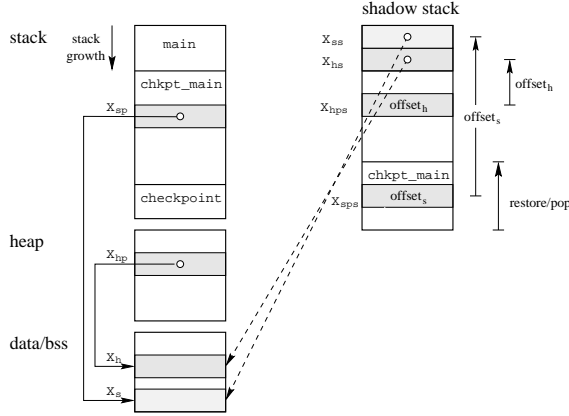 shadow stack
stack
stack
growth
main
chkpt_main
X_sp
checkpoint
X_ss
X_hs
X_hps
offset_h
offset_h
offset_s
chkpt_main
X_sps
offset_s
restore/pop
heap
X_hp
data/bss
X_h
X_s